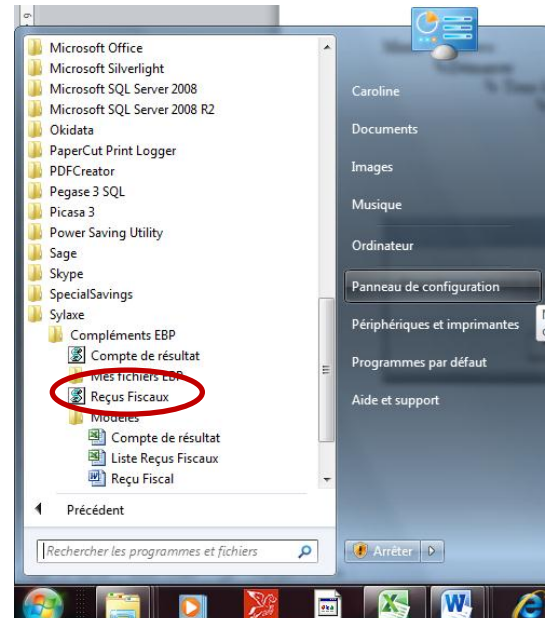 Microsoft Office
Microsoft Silverlight
Microsoft SQL Server 2008
Microsoft SQL Server 2008 R2
Okidata
PaperCut Print Logger
PDFCreator
Pegase 3 SQL
Picasa 3
Power Saving Utility
Sage
Skype
SpecialSavings
Sylaxe
Compléments EBP
Compte de résultat
Mes fichiers EBP
Reçus Fiscaux
Modèles
Compte de résultat
Liste Reçus Fiscaux
Reçu Fiscal
Précédent
Rechercher les programmes et fichiers
Caroline
Documents
Images
Musique
Ordinateur
Panneau de configuration
Périphériques et imprimantes
Programmes par défaut
Aide et support
Arrêter